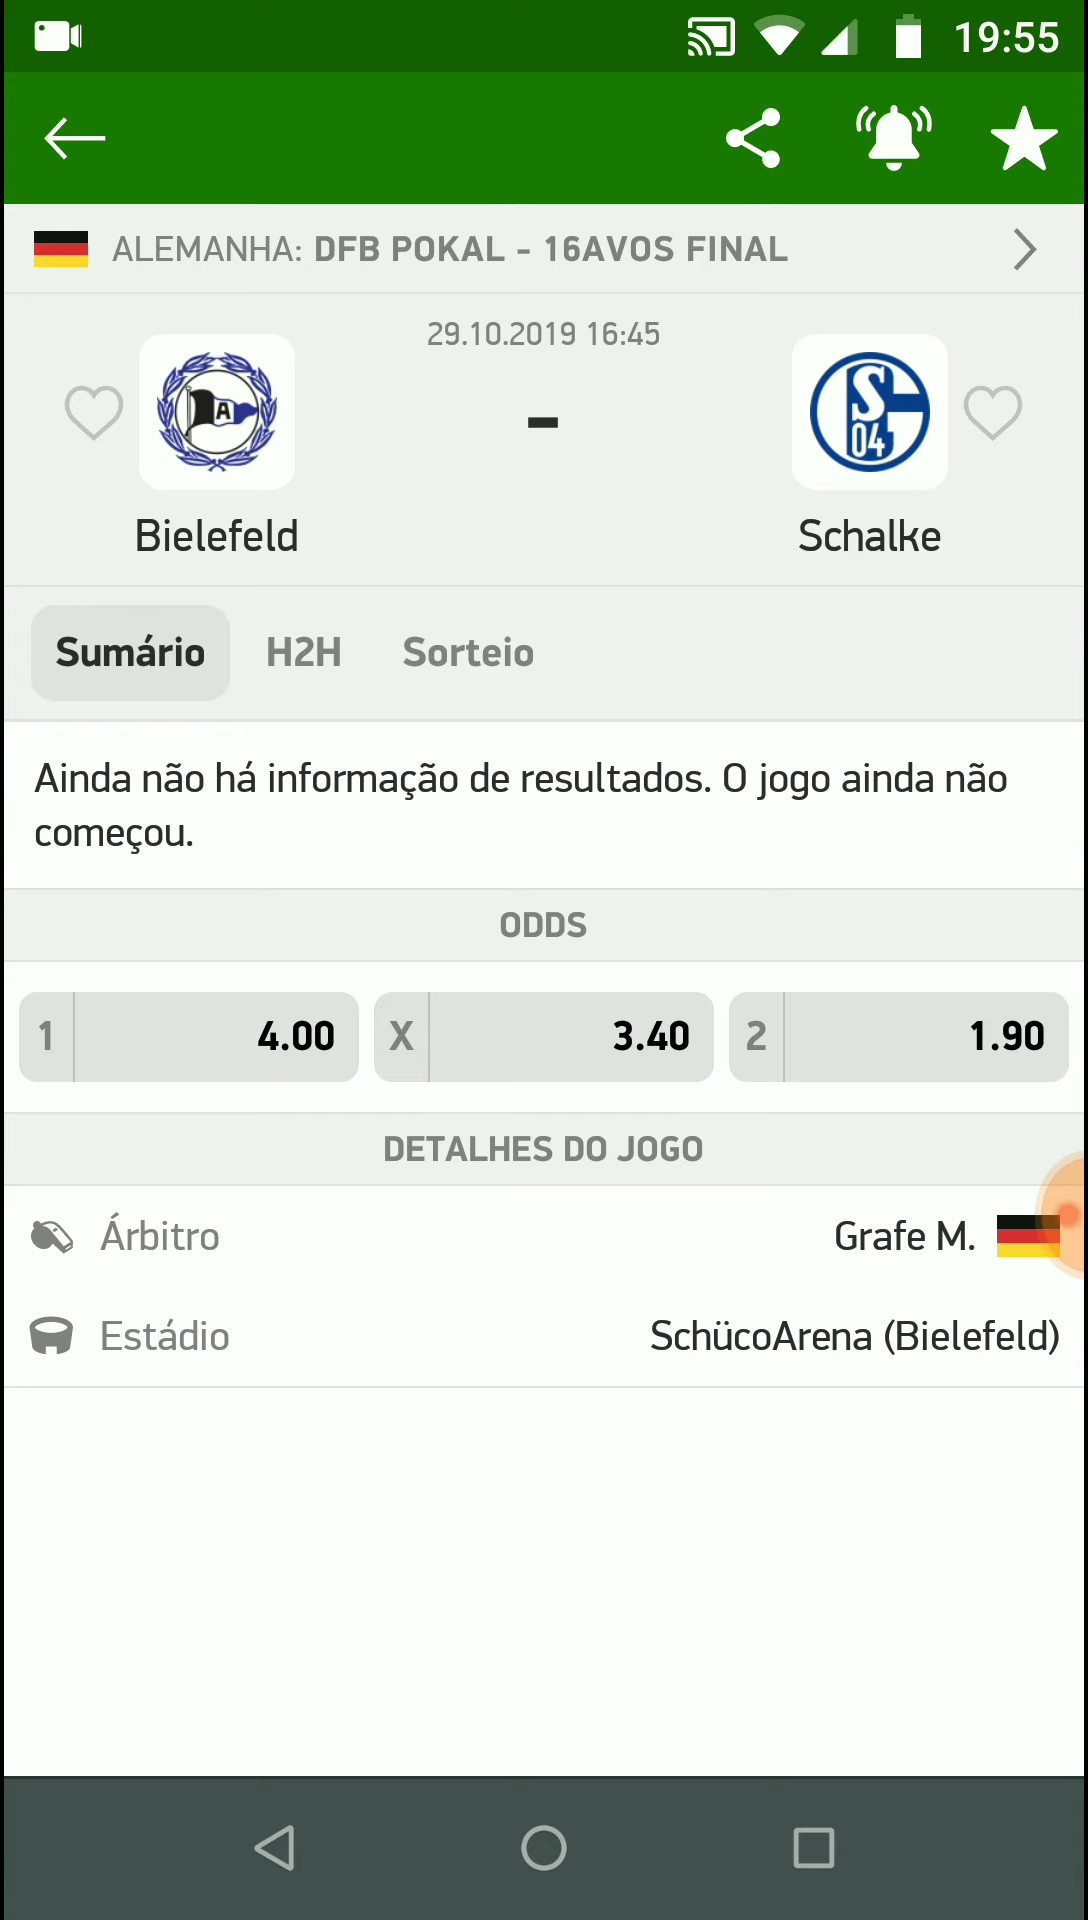 19:55
ALEMANHA: DFB POKAL - 16AVOS FINAL
29.10.2019 16:45
A
S
04
-
Bielefeld
Schalke
Sumário H2H Sorteio
Ainda não há informação de resultados. O jogo ainda não
começou.
ODDS
1 4.00 X 3.40 2 1.90
DETALHES DO JOGO
Árbitro Grafe M.
Estádio SchücoArena (Bielefeld)